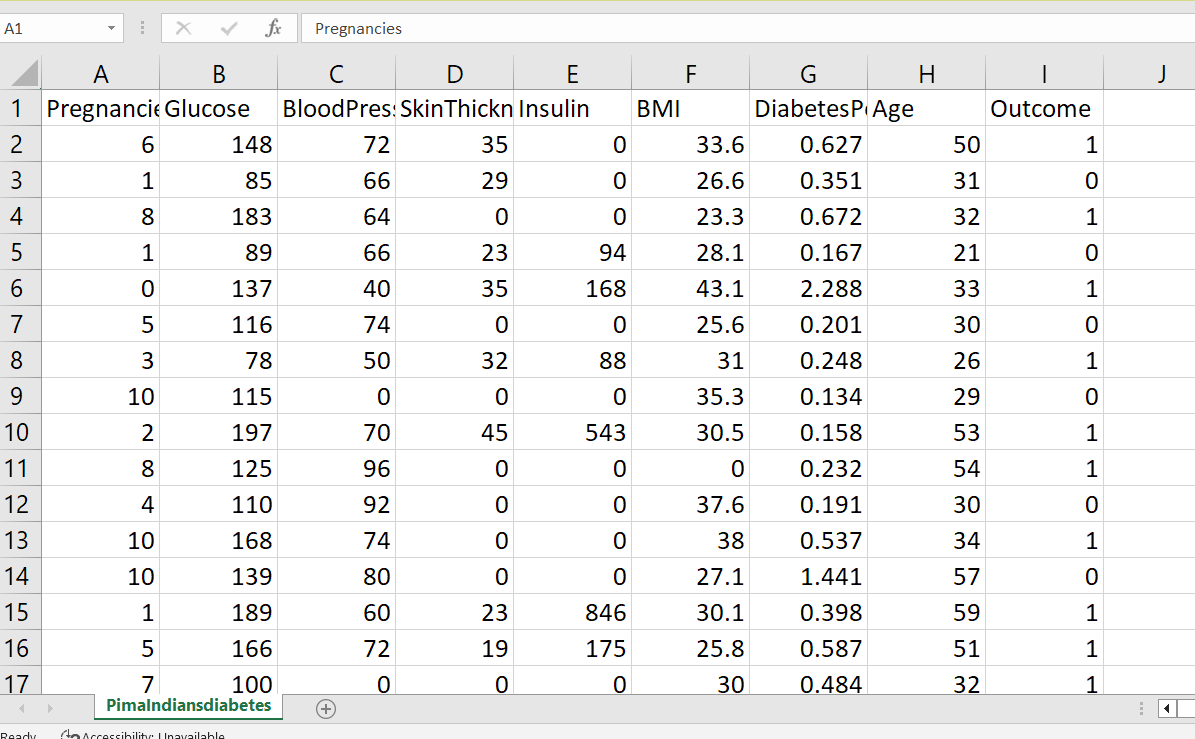 A1 fx Pregnancies
A B C D E F G H I J
1 Pregnancie Glucose BloodPress SkinThickn Insulin BMI DiabetesPe Age Outcome
2 6 148 72 35 0 33.6 0.627 50 1
3 1 85 66 29 0 26.6 0.351 31 0
4 8 183 64 0 0 23.3 0.672 32 1
5 1 89 66 23 94 28.1 0.167 21 0
6 0 137 40 35 168 43.1 2.288 33 1
7 5 116 74 0 0 25.6 0.201 30 0
8 3 78 50 32 88 31 0.248 26 1
9 10 115 0 0 0 35.3 0.134 29 0
10 2 197 70 45 543 30.5 0.158 53 1
11 8 125 96 0 0 0 0.232 54 1
12 4 110 92 0 0 37.6 0.191 30 0
13 10 168 74 0 0 38 0.537 34 1
14 10 139 80 0 0 27.1 1.441 57 0
15 1 189 60 23 846 30.1 0.398 59 1
16 5 166 72 19 175 25.8 0.587 51 1
17 7 100 0 0 0 30 0.484 32 1
PimaIndiansdiabetes
Ready Accessibility: Unavailable